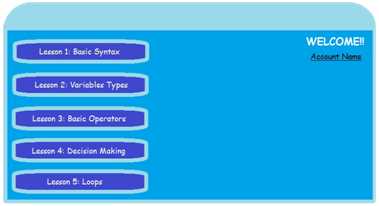 WELCOME!!
Account Name
Lesson 1: Basic Syntax
Lesson 2: Variables Types
Lesson 3: Basic Operators
Lesson 4: Decision Making
Lesson 5: Loops